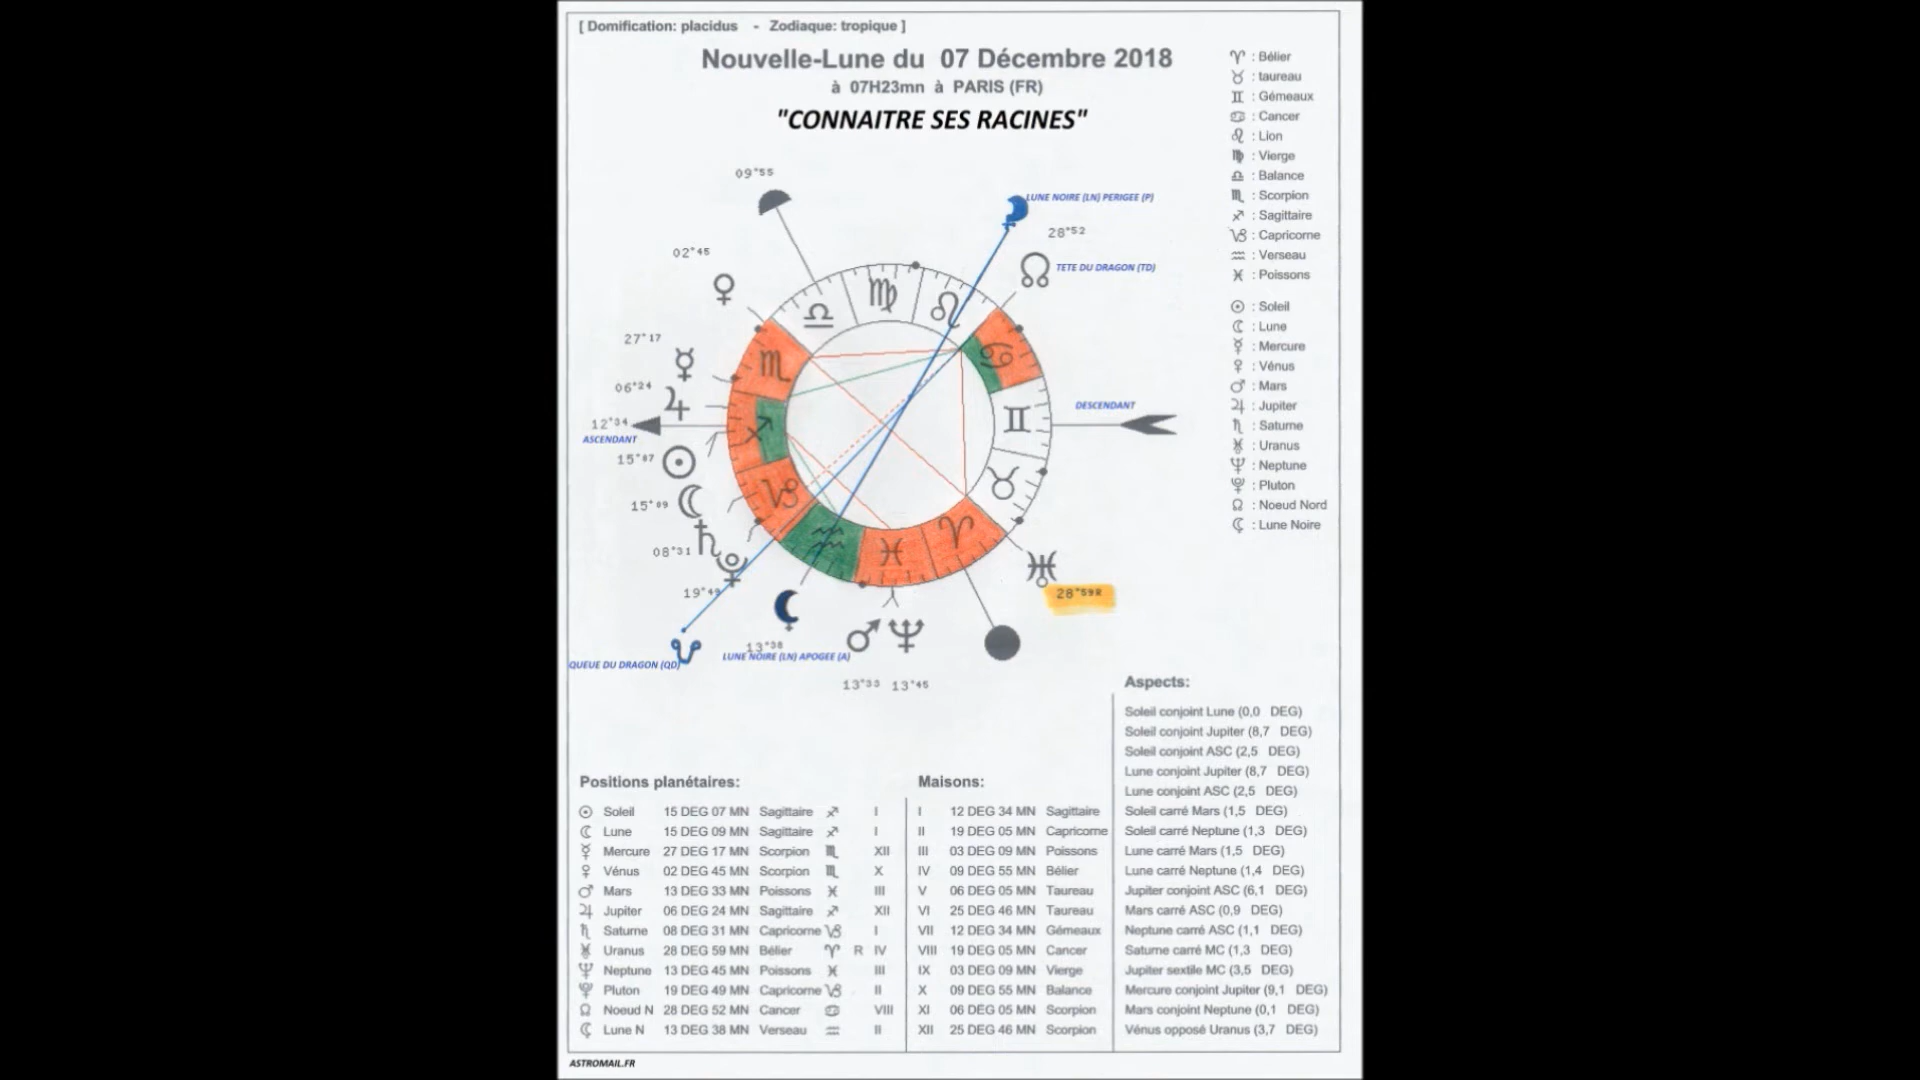 [ Domification: placidus - Zodiaque: tropique ]
Nouvelle-Lune du 07 Décembre 2018
à 07H23mn à PARIS (FR)
"CONNAITRE SES RACINES"
: Bélier
: taureau
: Gémeaux
: Cancer
: Lion
: Vierge
: Balance
: Scorpion
: Sagittaire
: Capricorne
: Verseau
: Poissons
: Soleil
: Lune
: Mercure
: Vénus
: Mars
: Jupiter
: Saturne
: Uranus
: Neptune
: Pluton
: Noeud Nord
: Lune Noire
09°55
LUNE NOIRE (LN) PERIGEE (P)
28°52
02°45
TETE DU DRAGON (TD)
27°17
06°24
DESCENDANT
12°34
ASCENDANT
15°07
15°09
08°31
19°49
28°59R
13°38
LUNE NOIRE (LN) APOGEE (A)
QUEUE DU DRAGON (QD)
13°33 13°45
Positions planétaires:
Soleil 15 DEG 07 MN Sagittaire I
Lune 15 DEG 09 MN Sagittaire I
Mercure 27 DEG 17 MN Scorpion XII
Vénus 02 DEG 45 MN Scorpion X
Mars 13 DEG 33 MN Poissons III
Jupiter 06 DEG 24 MN Sagittaire XII
Saturne 08 DEG 31 MN Capricorne I
Uranus 28 DEG 59 MN Bélier R IV
Neptune 13 DEG 45 MN Poissons III
Pluton 19 DEG 49 MN Capricorne II
Noeud N 28 DEG 52 MN Cancer VIII
Lune N 13 DEG 38 MN Verseau II
Maisons:
I 12 DEG 34 MN Sagittaire
II 19 DEG 05 MN Capricorne
III 03 DEG 09 MN Poissons
IV 09 DEG 55 MN Bélier
V 06 DEG 05 MN Taureau
VI 25 DEG 46 MN Taureau
VII 12 DEG 34 MN Gémeaux
VIII 19 DEG 05 MN Cancer
IX 03 DEG 09 MN Vierge
X 09 DEG 55 MN Balance
XI 06 DEG 05 MN Scorpion
XII 25 DEG 46 MN Scorpion
Aspects:
Soleil conjoint Lune (0,0 DEG)
Soleil conjoint Jupiter (8,7 DEG)
Soleil conjoint ASC (2,5 DEG)
Lune conjoint Jupiter (8,7 DEG)
Lune conjoint ASC (2,5 DEG)
Soleil carré Mars (1,5 DEG)
Soleil carré Neptune (1,3 DEG)
Lune carré Mars (1,5 DEG)
Lune carré Neptune (1,4 DEG)
Jupiter conjoint ASC (6,1 DEG)
Mars carré ASC (0,9 DEG)
Neptune carré ASC (1,1 DEG)
Saturne carré MC (1,3 DEG)
Jupiter sextile MC (3,5 DEG)
Mercure conjoint Jupiter (9,1 DEG)
Mars conjoint Neptune (0,1 DEG)
Vénus opposé Uranus (3,7 DEG)
ASTROMAIL.FR